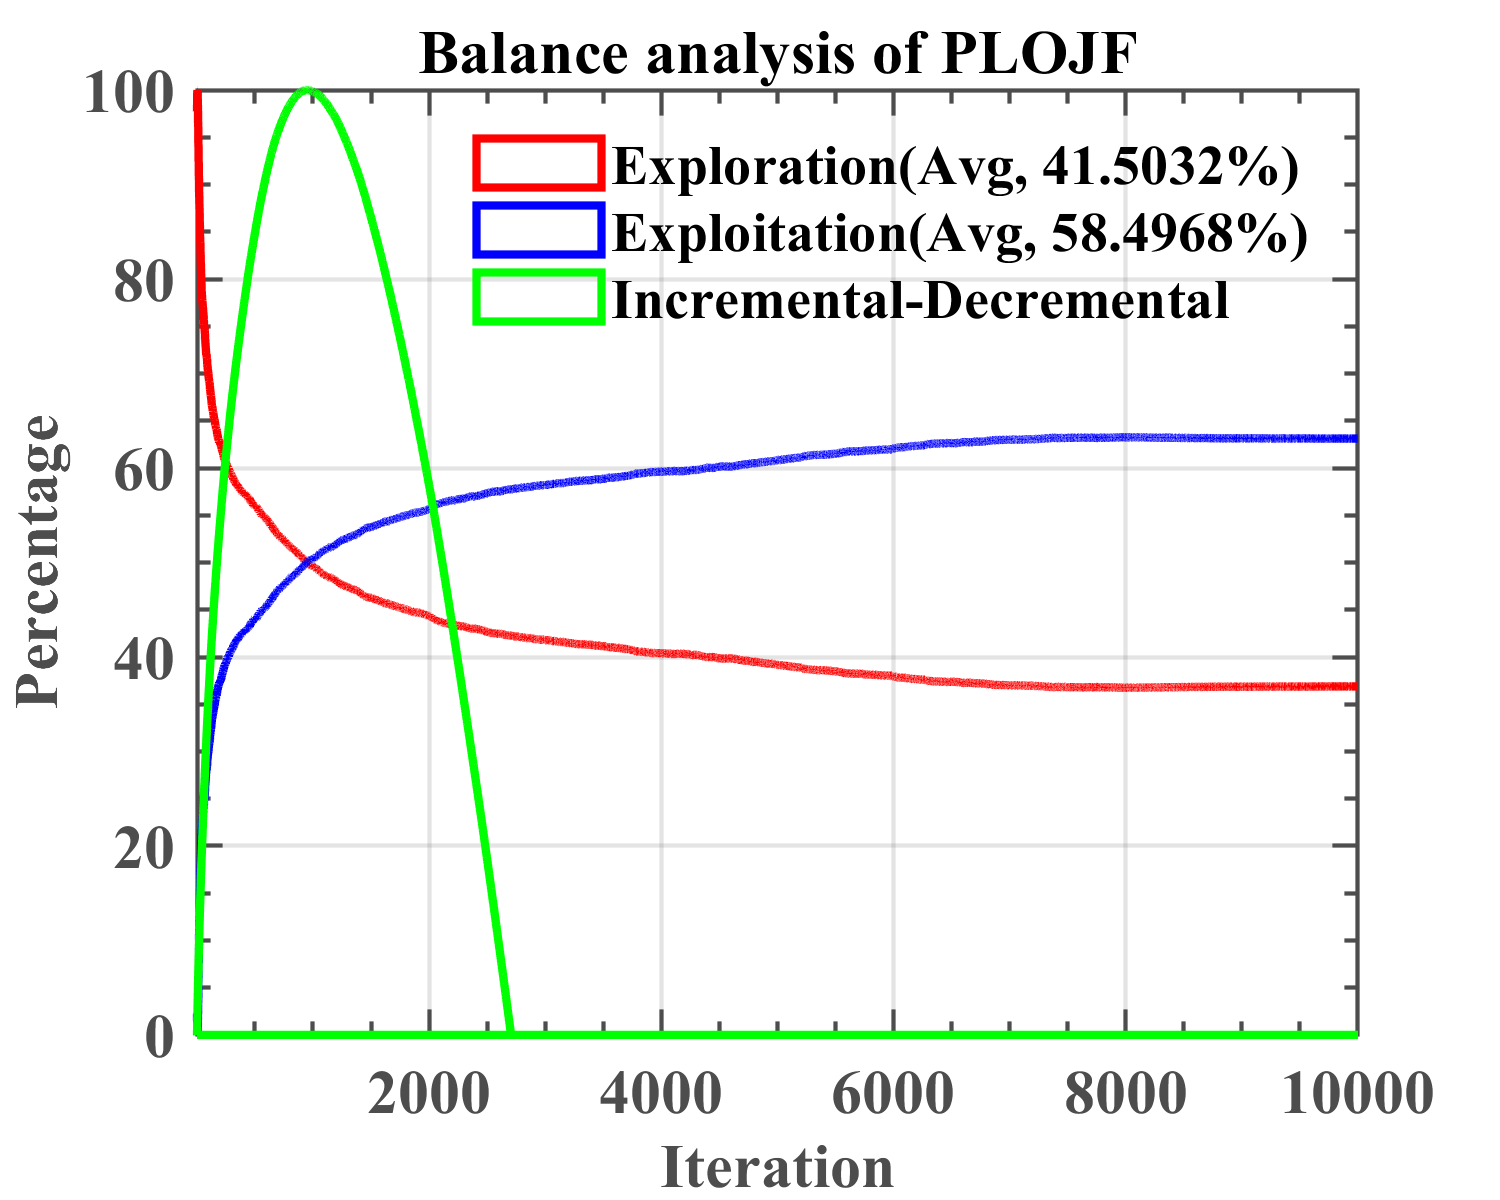 Balance analysis of PLOJF
100
80
60
40
20
0
Percentage
Exploration(Avg, 41.5032%)
Exploitation(Avg, 58.4968%)
Incremental-Decremental
2000 4000 6000 8000 10000
Iteration